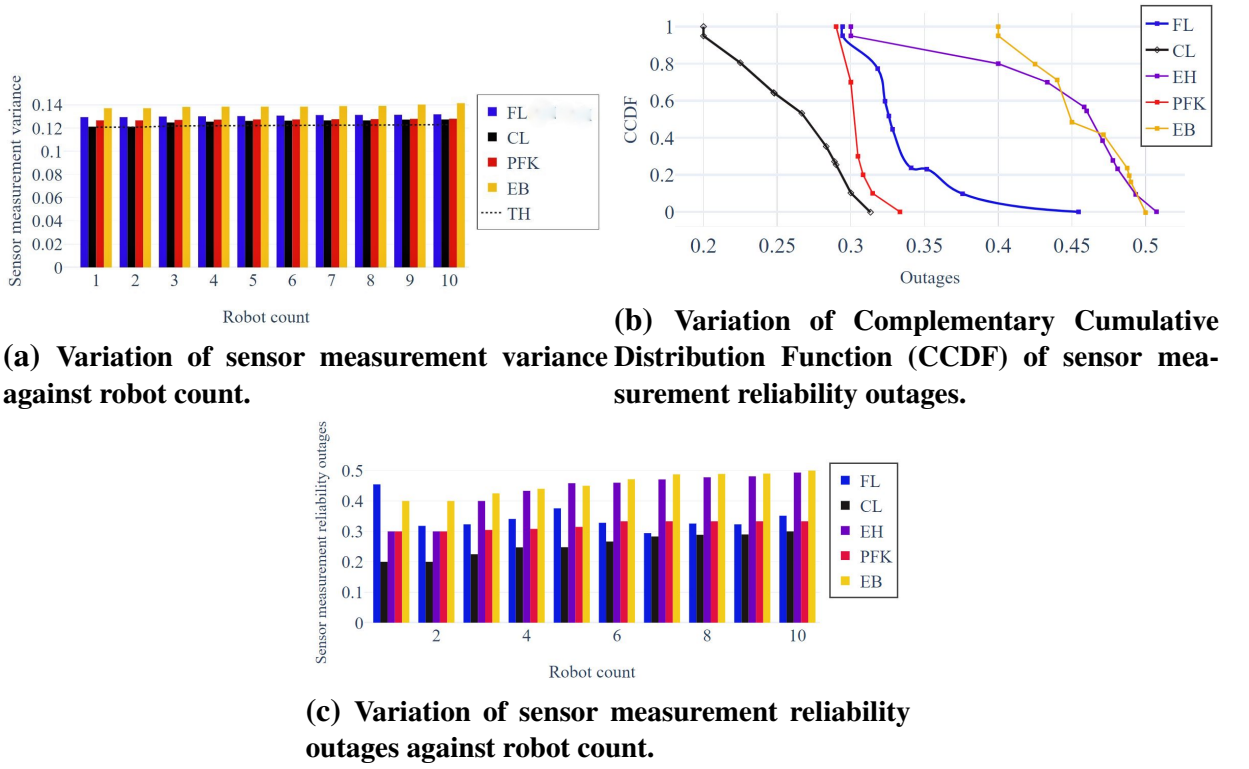 Sensor measurement variance
0.14
0.12
0.1
0.08
0.06
0.04
0.02
0
1 2 3 4 5 6 7 8 9 10
Robot count
FL
CL
PFK
EB
TH
(a) Variation of sensor measurement variance
against robot count.
CCDF
1
0.8
0.6
0.4
0.2
0
0.2 0.25 0.3 0.35 0.4 0.45 0.5
Outages
FL
CL
EH
PFK
EB
(b) Variation of Complementary Cumulative
Distribution Function (CCDF) of sensor mea-
surement reliability outages.
Sensor measurement reliability outages
0.5
0.4
0.3
0.2
0.1
0
2 4 6 8 10
Robot count
FL
CL
EH
PFK
EB
(c) Variation of sensor measurement reliability
outages against robot count.